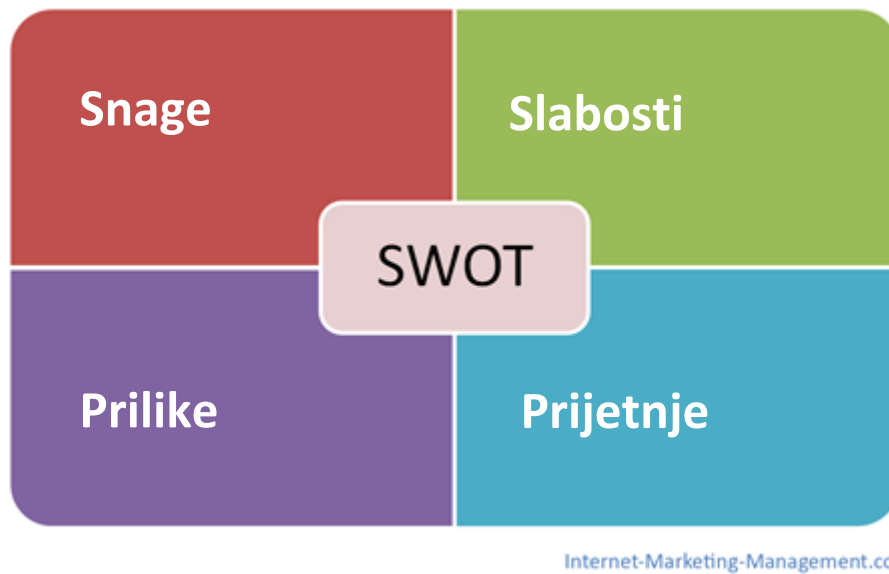 Snage
Slabosti
SWOT
Prilike
Prijetnje
Internet-Marketing-Management.co